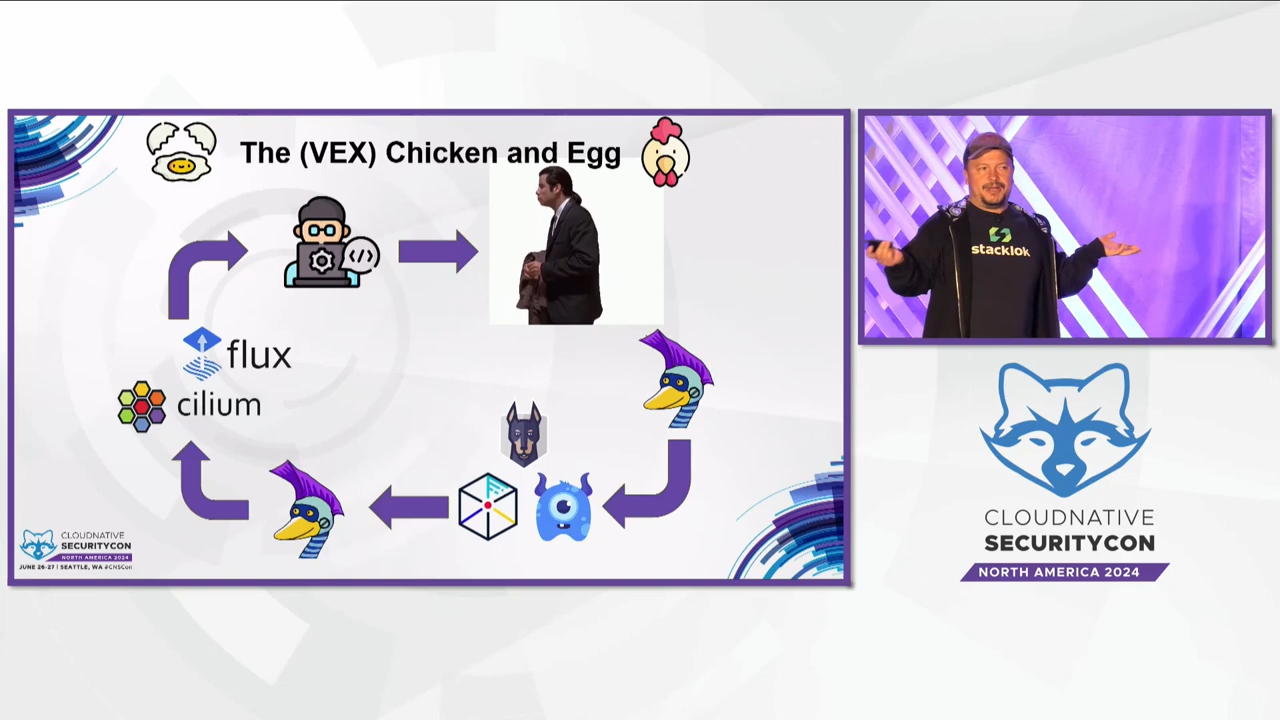 The (VEX) Chicken and Egg
</>
flux
cilium
CLOUDNATIVE
SECURITYCON
NORTH AMERICA 2024
JUNE 26-27 | SEATTLE, WA #CNSCon
stacklok
CLOUDNATIVE
SECURITYCON
NORTH AMERICA 2024